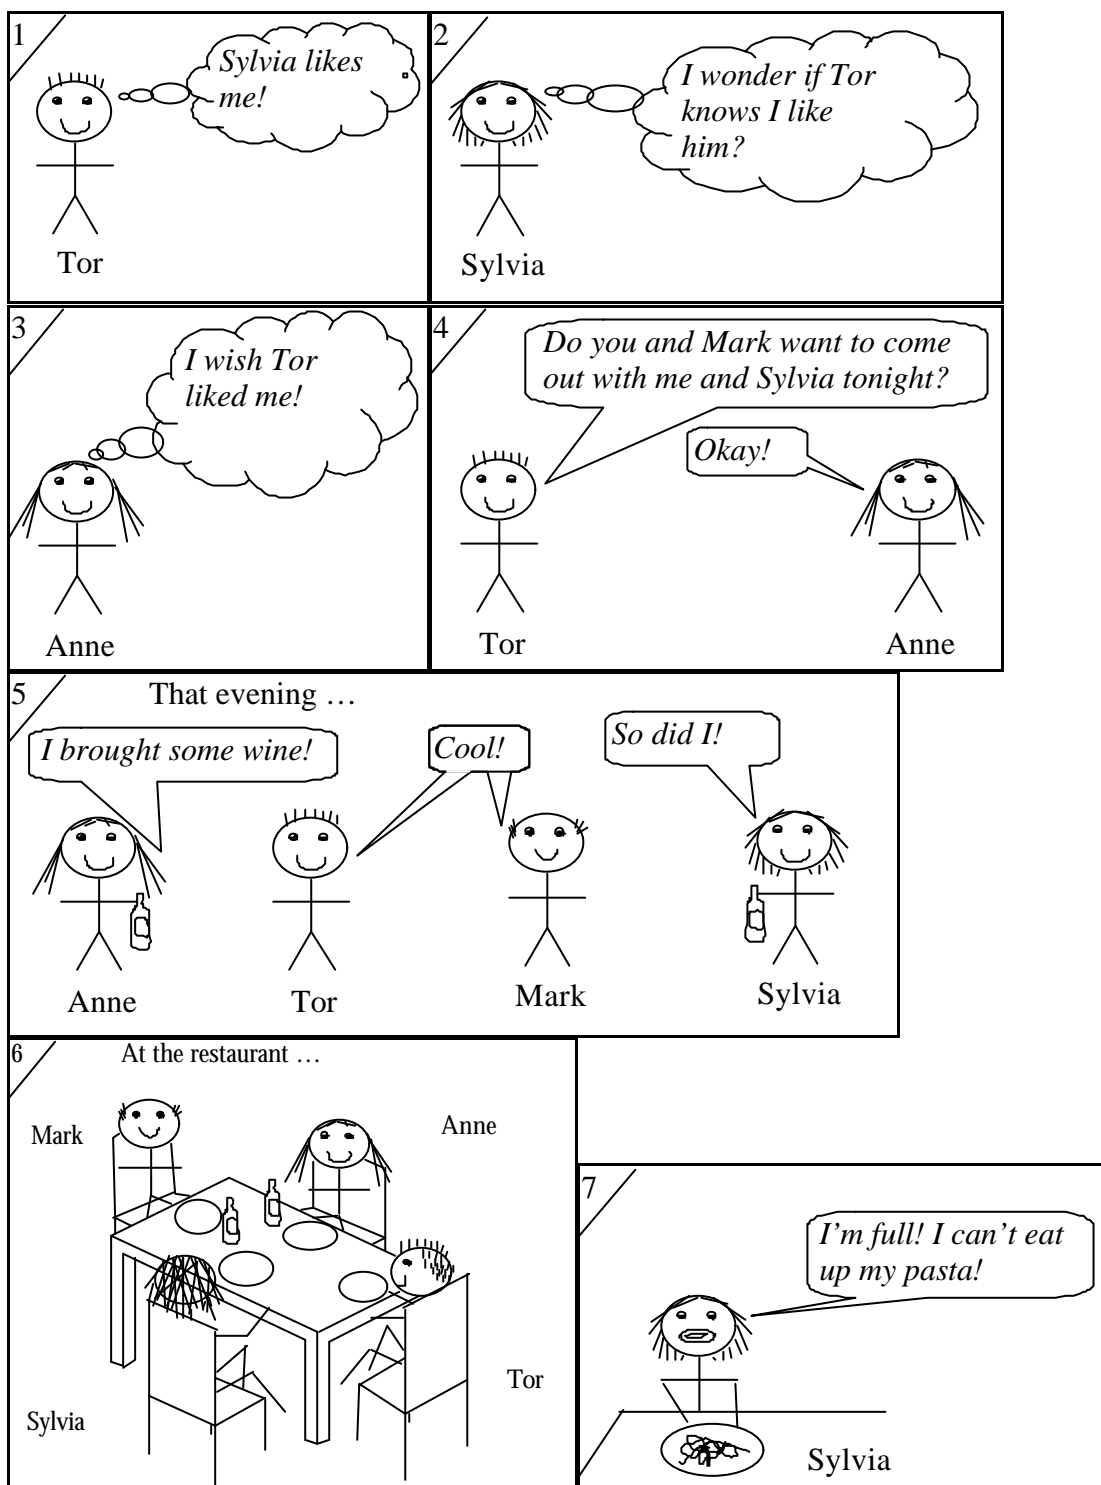 1
Sylvia likes
me!
Tor
2
I wonder if Tor
knows I like
him?
Sylvia
3
I wish Tor
liked me!
Anne
4
Do you and Mark want to come
out with me and Sylvia tonight?
Okay!
Tor
Anne
5
That evening …
I brought some wine!
Cool!
So did I!
Anne
Tor
Mark
Sylvia
6
At the restaurant …
Mark
Anne
Tor
Sylvia
7
I'm full! I can't eat
up my pasta!
Sylvia